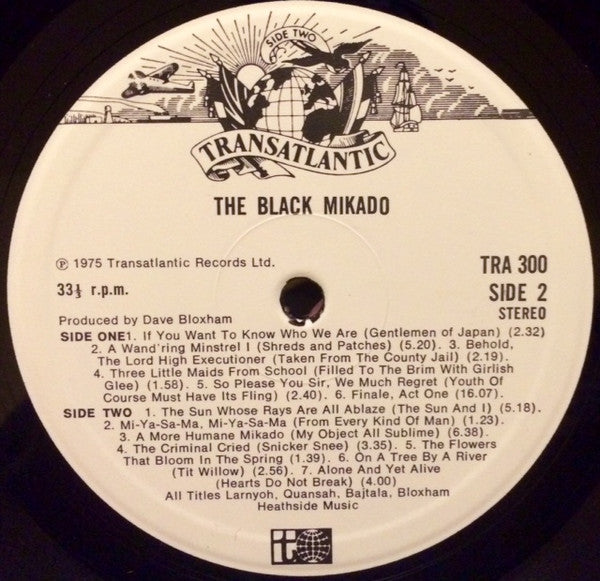 SIDE TWO
TRANSATLANTIC
THE BLACK MIKADO
℗ 1975 Transatlantic Records Ltd.
TRA 300
33⅓ r.p.m.
SIDE 2
STEREO
Produced by Dave Bloxham
SIDE ONE1. If You Want To Know Who We Are (Gentlemen of Japan) (2.32)
2. A Wand'ring Minstrel I (Shreds and Patches) (5.20). 3. Behold,
The Lord High Executioner (Taken From The County Jail) (2.19).
4. Three Little Maids From School (Filled To The Brim With Girlish
Glee) (1.58). 5. So Please You Sir, We Much Regret (Youth Of
Course Must Have Its Fling) (2.40). 6. Finale, Act One (16.07).
SIDE TWO 1. The Sun Whose Rays Are All Ablaze (The Sun And I) (5.18).
2. Mi-Ya-Sa-Ma, Mi-Ya-Sa-Ma (From Every Kind Of Man) (1.23).
3. A More Humane Mikado (My Object All Sublime) (6.38).
4. The Criminal Cried (Snicker Snee) (3.35). 5. The Flowers
That Bloom In The Spring (1.39). 6. On A Tree By A River
(Tit Willow) (2.56). 7. Alone And Yet Alive
(Hearts Do Not Break) (4.00)
All Titles Larnyoh, Quansah, Bajtala, Bloxham
Heathside Music
t